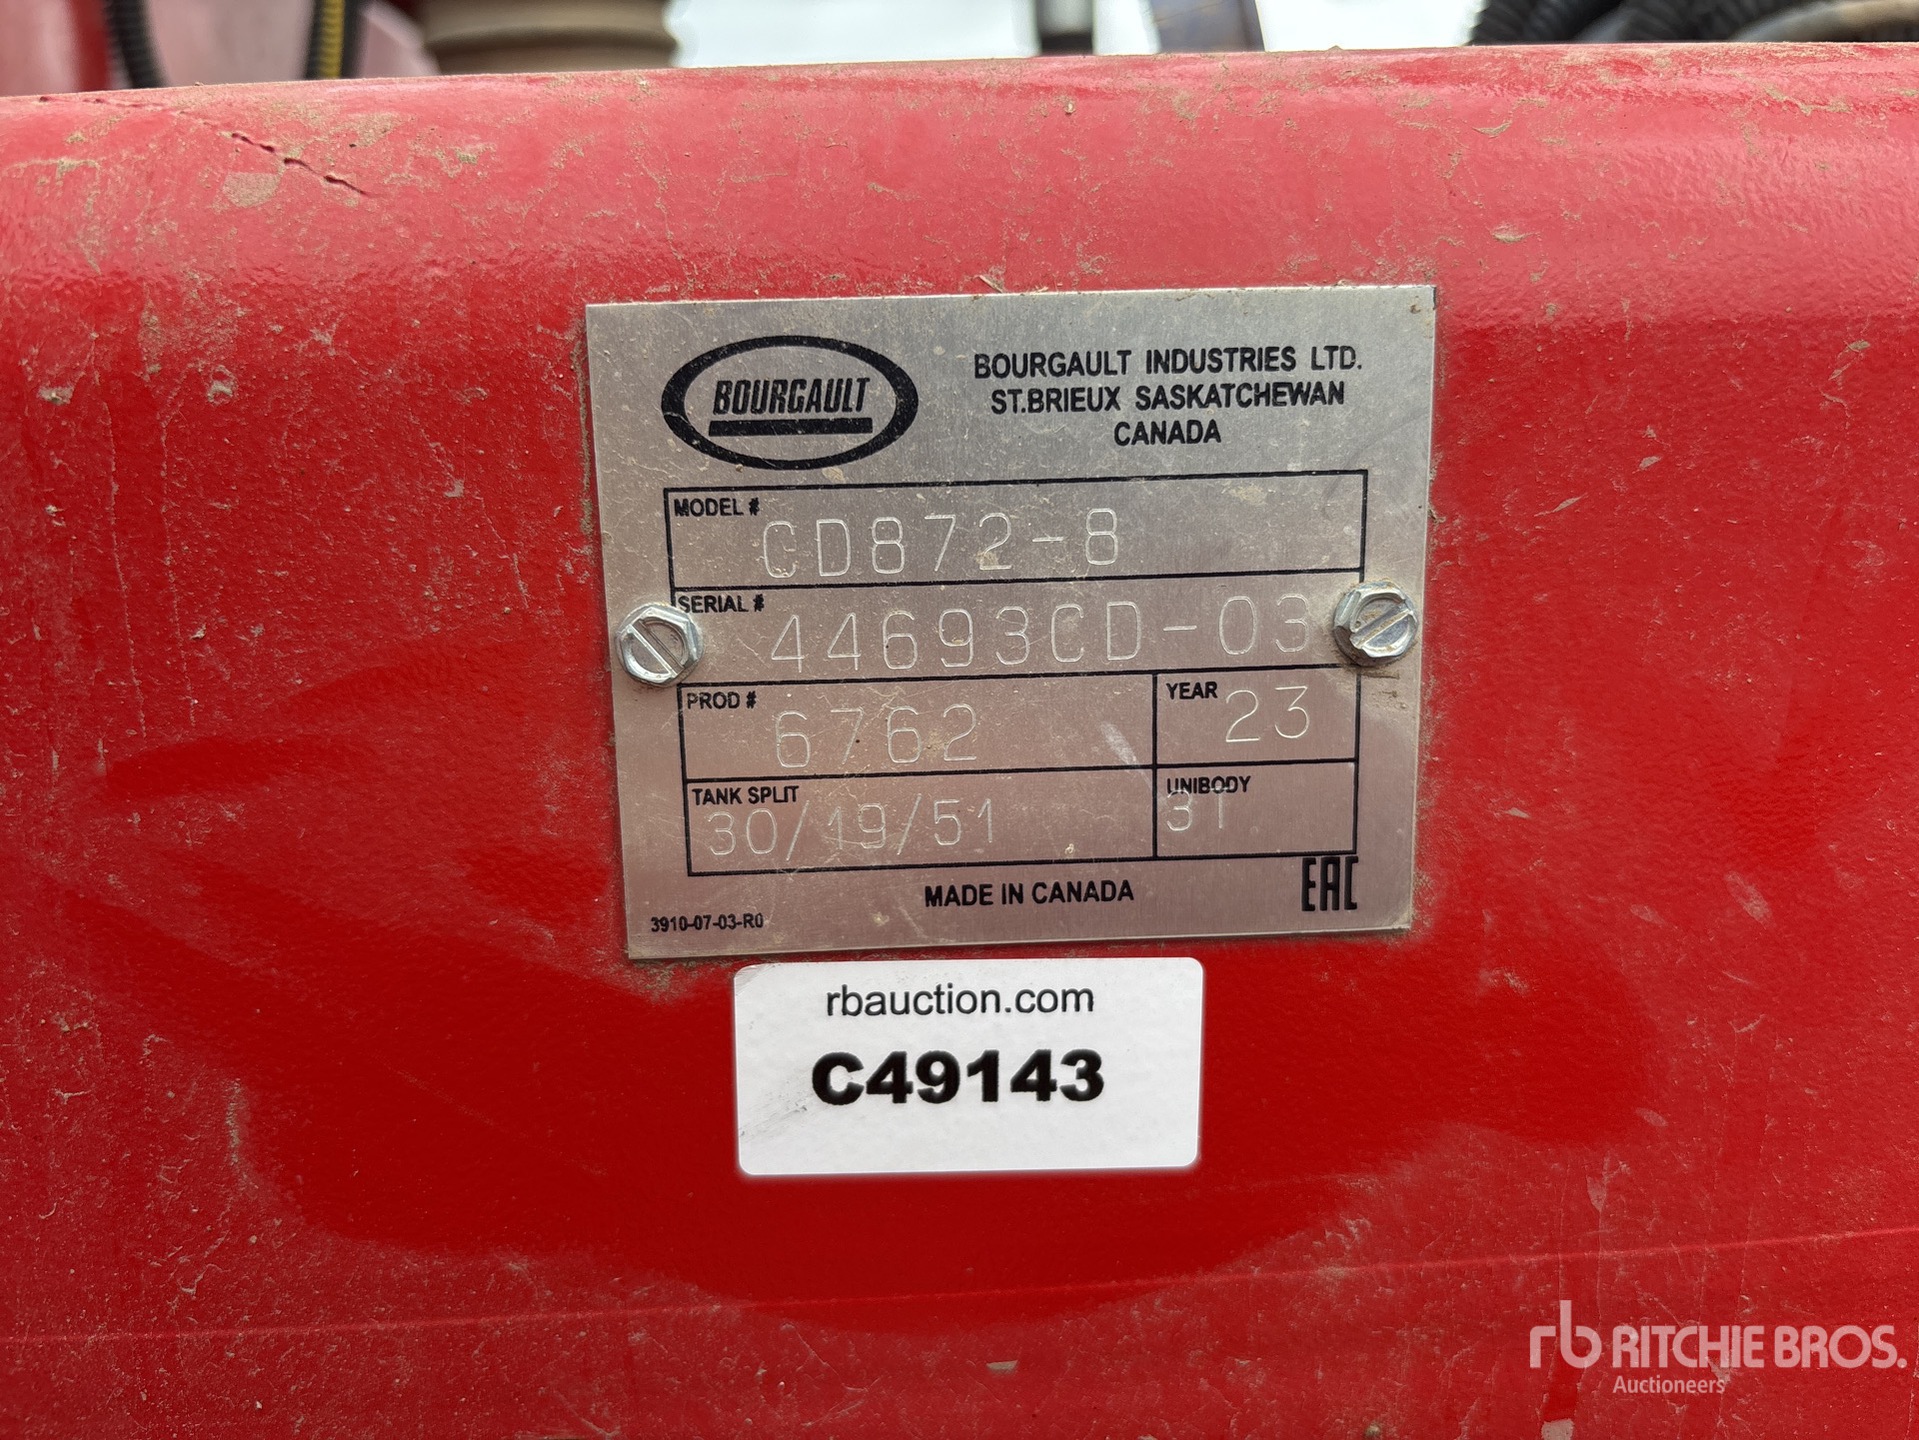 BOURGAULT
BOURGAULT INDUSTRIES LTD.
ST.BRIEUX SASKATCHEWAN
CANADA
MODEL # CD872-8
SERIAL # 44693CD-03
PROD # 6762 YEAR 23
TANK SPLIT 30/19/51 UNIBODY 3T
MADE IN CANADA EAC
3910-07-03-R0
rbauction.com
C49143
rb RITCHIE BROS.
Auctioneers